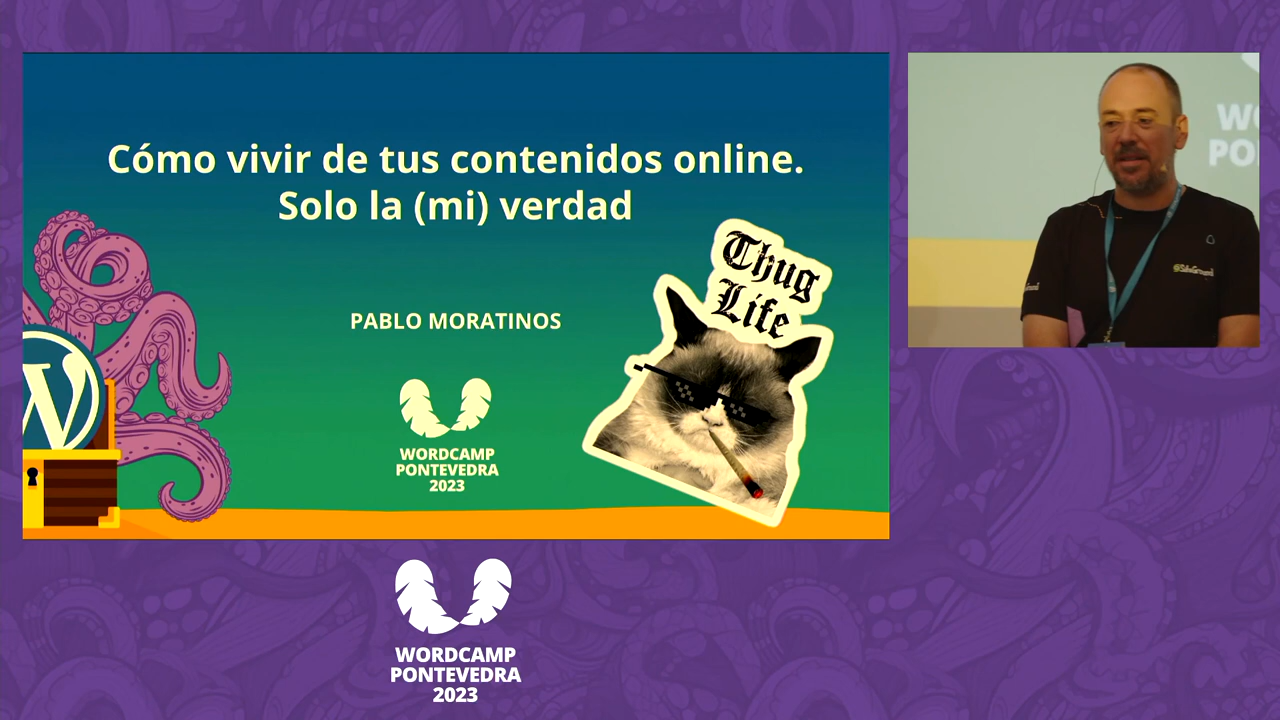 Cómo vivir de tus contenidos online.
Solo la (mi) verdad
PABLO MORATINOS
Thug
Life
W
WORDCAMP
PONTEVEDRA
2023
WO
PO
@SiteGround
WORDCAMP
PONTEVEDRA
2023